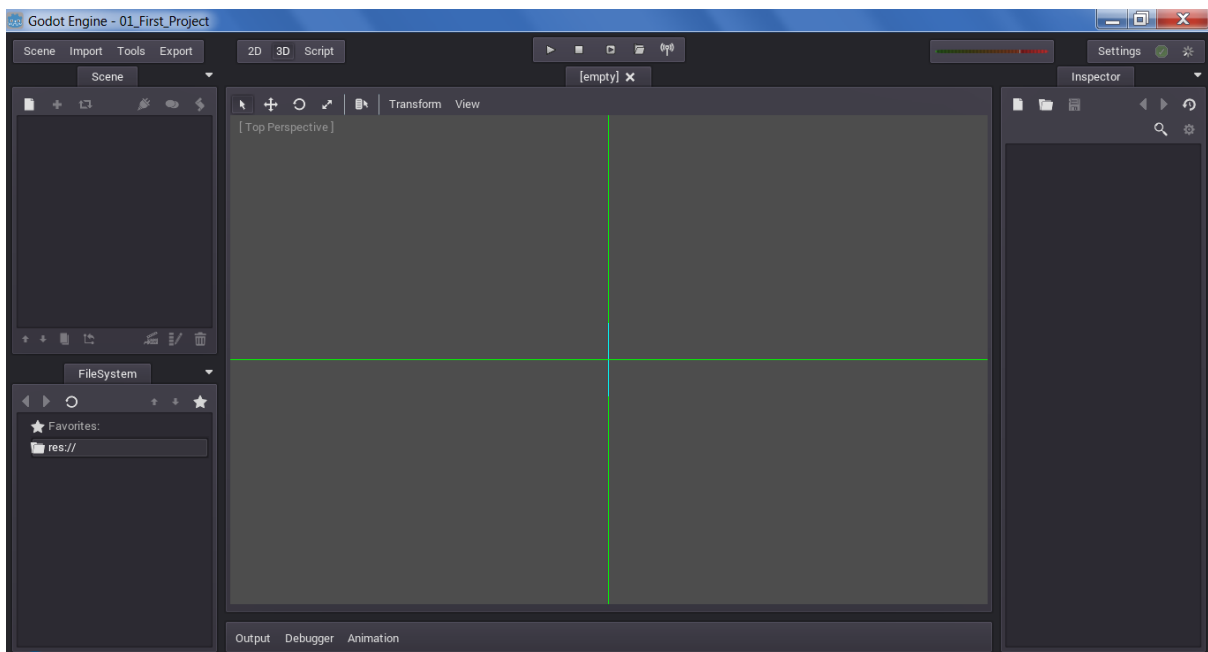 Godot Engine - 01_First_Project
Scene Import Tools Export 2D 3D Script Settings
Scene [empty] Inspector
Transform View
[ Top Perspective ]
FileSystem
Favorites:
res://
Output Debugger Animation